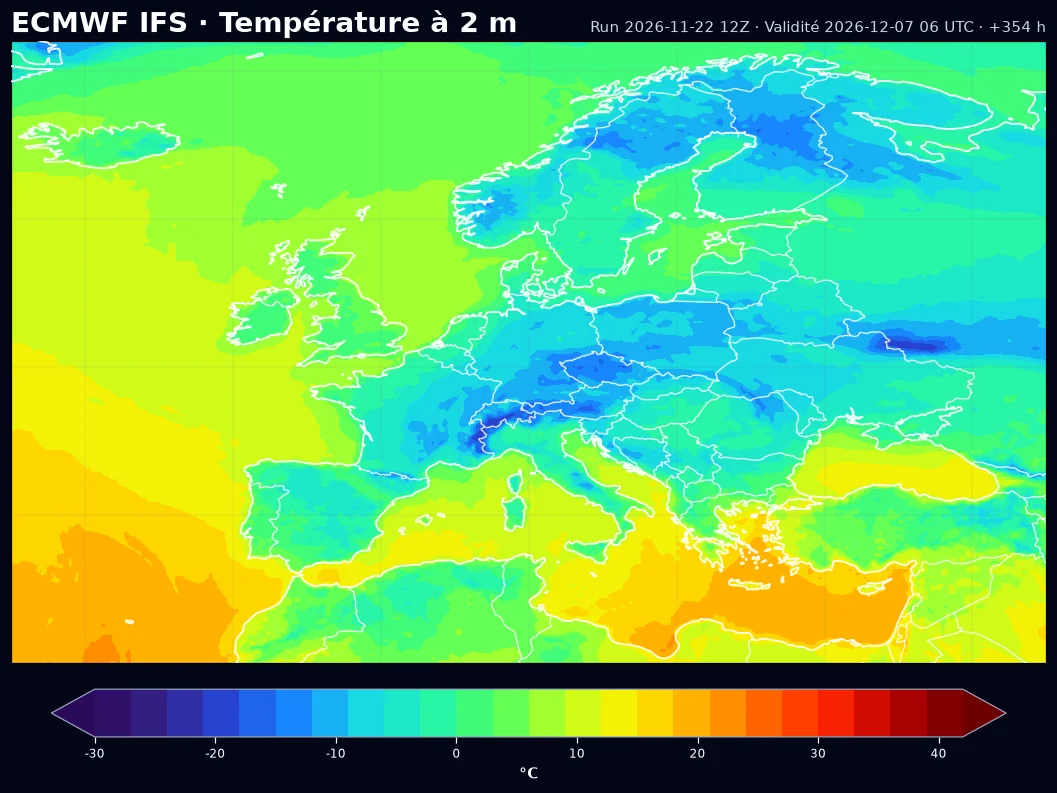 ECMWF IFS · Température à 2 m
Run 2026-11-22 12Z · Validité 2026-12-07 06 UTC · +354 h
-30 -20 -10 0 10 20 30 40
°C